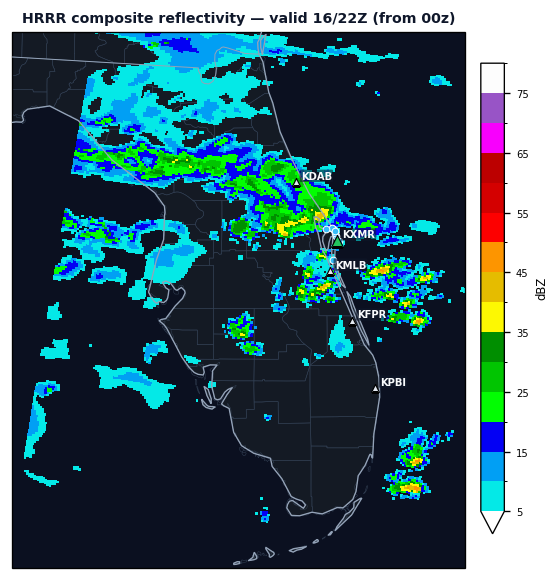 HRRR composite reflectivity — valid 16/22Z (from 00z)
KDAB
KXMR
KMLB
KFPR
KPBI
75
65
55
45
35
25
15
5
dBZ